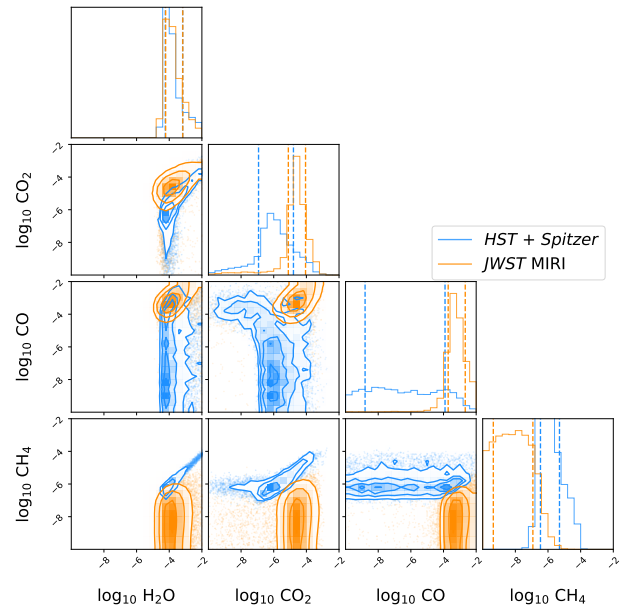 −2
−4
−6
−8
log₁₀ CO₂
HST + Spitzer
JWST MIRI
−2
−4
−6
−8
log₁₀ CO
−2
−4
−6
−8
log₁₀ CH₄
−8 −6 −4 −2 −8 −6 −4 −2 −8 −6 −4 −2 −8 −6 −4 −2
log₁₀ H₂O log₁₀ CO₂ log₁₀ CO log₁₀ CH₄